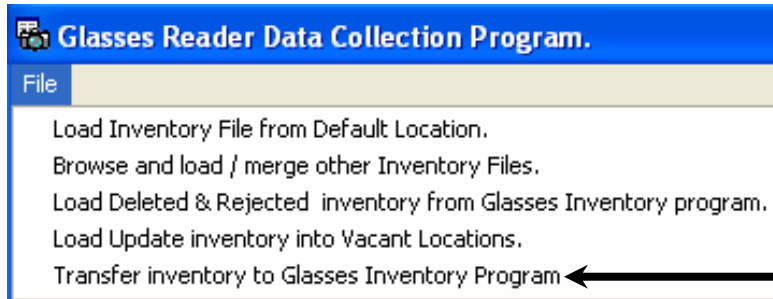 Glasses Reader Data Collection Program.
File
Load Inventory File from Default Location.
Browse and load / merge other Inventory Files.
Load Deleted & Rejected  inventory from Glasses Inventory program.
Load Update inventory into Vacant Locations.
Transfer inventory to Glasses Inventory Program